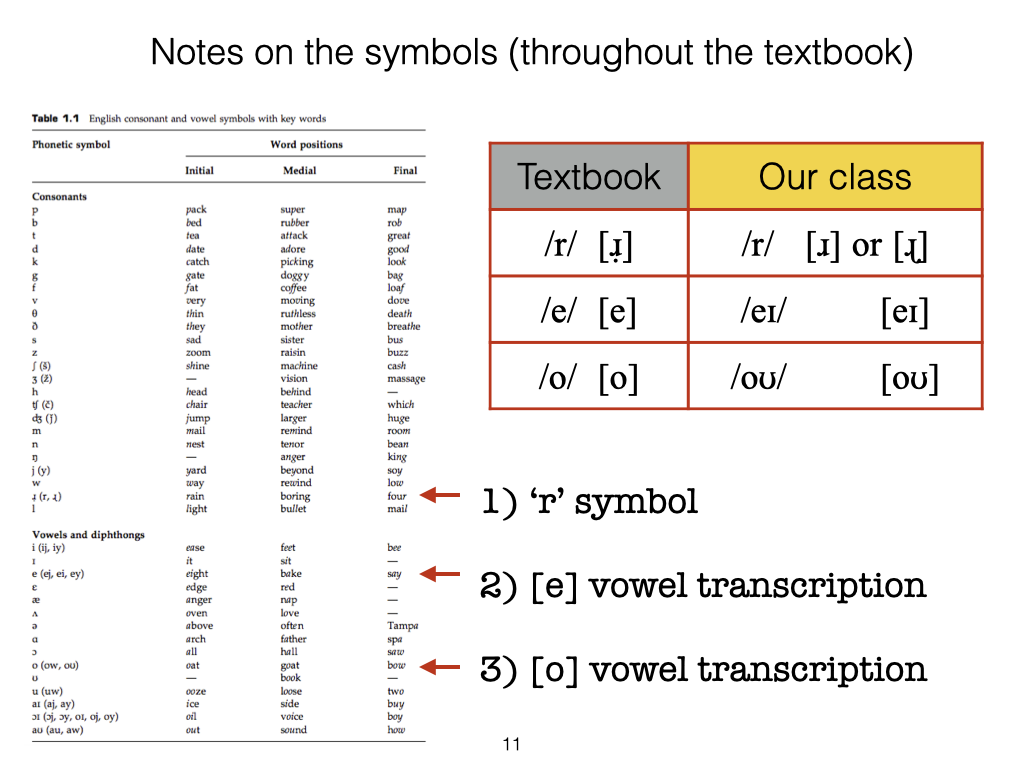 Notes on the symbols (throughout the textbook)
Table 1.1 English consonant and vowel symbols with key words
Phonetic symbol Word positions
Initial Medial Final
Consonants
p pack super map
b bed rubber rob
t tea attack great
d date adore good
k catch picking look
g gate doggy bag
f fat coffee loaf
v very moving dove
θ thin ruthless death
ð they mother breathe
s sad sister bus
z zoom raisin buzz
ʃ (š) shine machine cash
ʒ (ž) — vision massage
h head behind —
ʧ (č) chair teacher which
ʤ (ǰ) jump larger huge
m mail remind room
n nest tenor bean
ŋ — anger king
j (y) yard beyond soy
w way rewind low
ɹ̣ (r, ɻ) rain boring four
l light bullet mail
Vowels and diphthongs
i (ij, iy) ease feet bee
ɪ it sit —
e (ej, ei, ey) eight bake say
ɛ edge red —
æ anger nap —
ʌ oven love —
ə above often Tampa
ɑ arch father spa
ɔ all hall saw
o (ow, oʊ) oat goat bow
ʊ — book —
u (uw) ooze loose two
aɪ (aj, ay) ice side buy
ɔɪ (ɔj, ɔy, oɪ, oj, oy) oil voice boy
aʊ (au, aw) out sound how
Textbook Our class
/r/ [ɹ̣] /r/ [ɹ] or [ɻ]
/e/ [e] /eɪ/ [eɪ]
/o/ [o] /oʊ/ [oʊ]
1) ‘r’ symbol
2) [e] vowel transcription
3) [o] vowel transcription
11